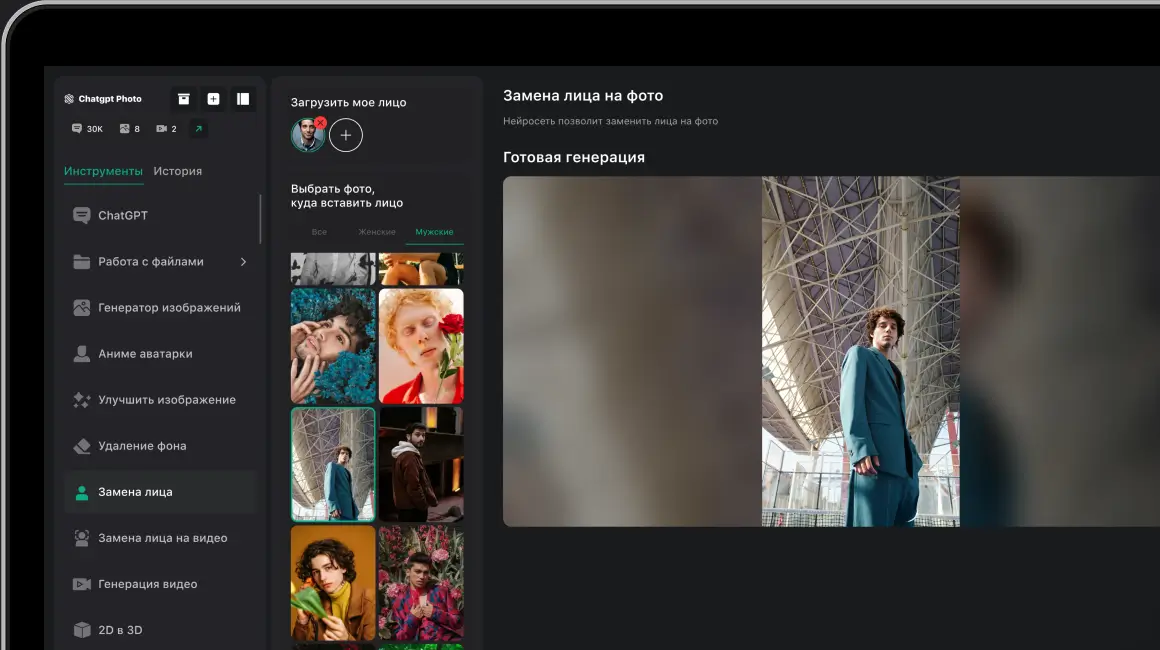 Chatgpt Photo
30K
8
2
Инструменты
История
ChatGPT
Работа с файлами
Генератор изображений
Аниме аватарки
Улучшить изображение
Удаление фона
Замена лица
Замена лица на видео
Генерация видео
2D в 3D
Загрузить мое лицо
Выбрать фото,
куда вставить лицо
Все
Женские
Мужские
Замена лица на фото
Нейросеть позволит заменить лица на фото
Готовая генерация